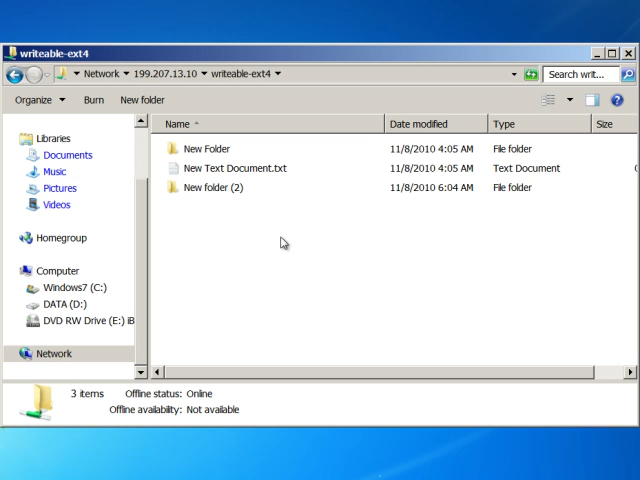 writeable-ext4
Network 199.207.13.10 writeable-ext4
Search writ...
Organize Burn New folder
Name Date modified Type Size
Libraries
Documents
Music
Pictures
Videos
Homegroup
Computer
Windows7 (C:)
DATA (D:)
DVD RW Drive (E:) iB
Network
New Folder 11/8/2010 4:05 AM File folder
New Text Document.txt 11/8/2010 4:05 AM Text Document
New folder (2) 11/8/2010 6:04 AM File folder
3 items Offline status: Online
Offline availability: Not available